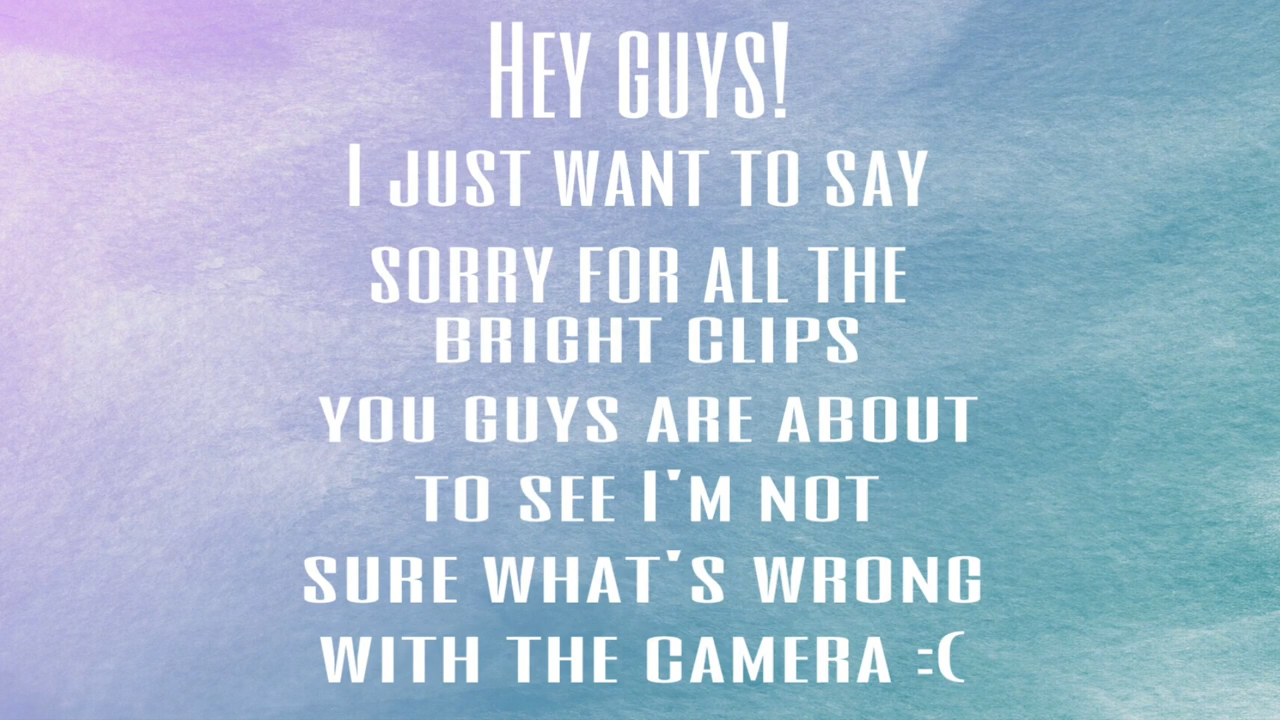 Hey guys!
I just want to say
sorry for all the
bright clips
you guys are about
to see I'm not
sure what's wrong
with the camera :(